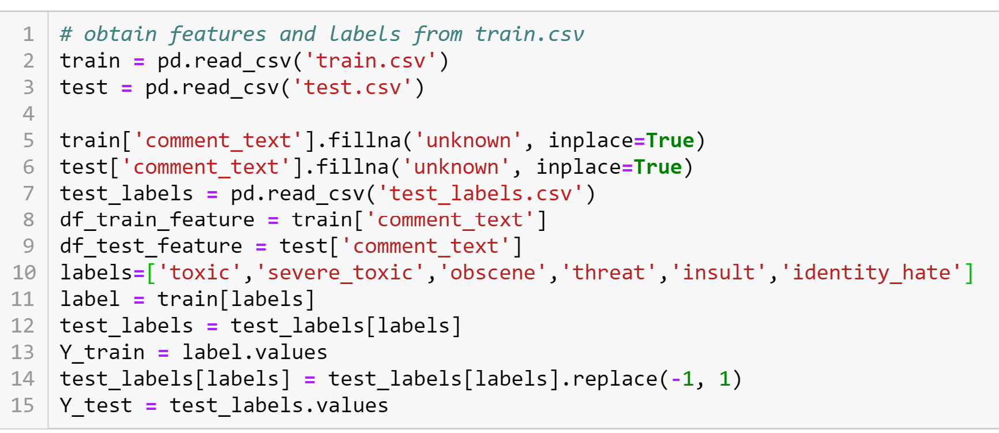 1 # obtain features and labels from train.csv
2 train = pd.read_csv('train.csv')
3 test = pd.read_csv('test.csv')
4
5 train['comment_text'].fillna('unknown', inplace=True)
6 test['comment_text'].fillna('unknown', inplace=True)
7 test_labels = pd.read_csv('test_labels.csv')
8 df_train_feature = train['comment_text']
9 df_test_feature = test['comment_text']
10 labels=['toxic','severe_toxic','obscene','threat','insult','identity_hate']
11 label = train[labels]
12 test_labels = test_labels[labels]
13 Y_train = label.values
14 test_labels[labels] = test_labels[labels].replace(-1, 1)
15 Y_test = test_labels.values